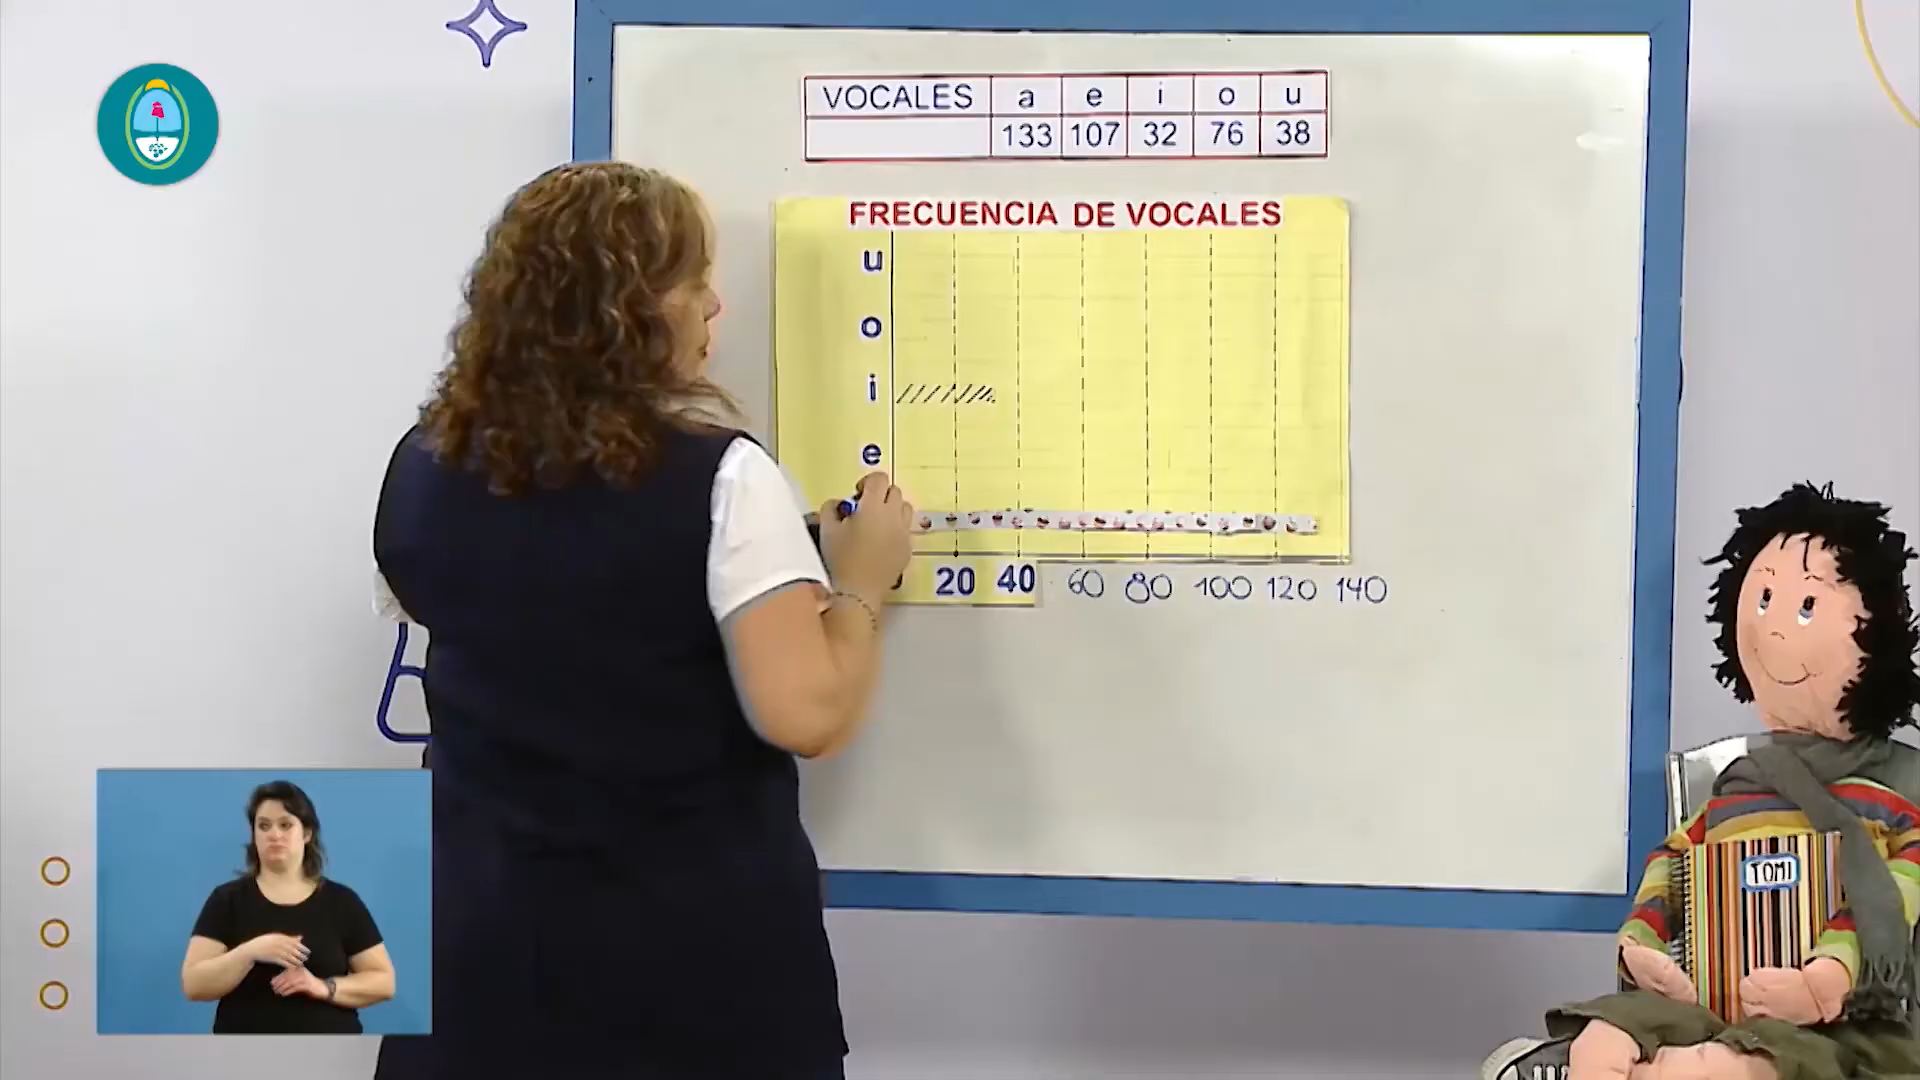 VOCALES a e i o u
133 107 32 76 38
FRECUENCIA DE VOCALES
u
o
i
e
20 40 60 80 100 120 140
TOMI